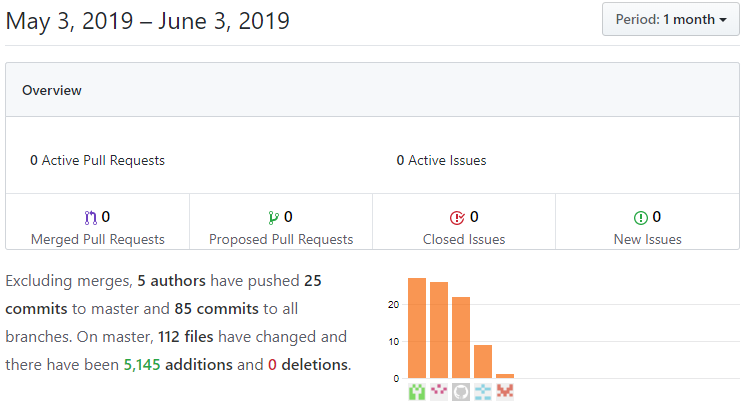 May 3, 2019 – June 3, 2019
Period: 1 month
Overview
0 Active Pull Requests
0 Active Issues
0
Merged Pull Requests
0
Proposed Pull Requests
0
Closed Issues
0
New Issues
Excluding merges, 5 authors have pushed 25
commits to master and 85 commits to all
branches. On master, 112 files have changed and
there have been 5,145 additions and 0 deletions.
20
10
0